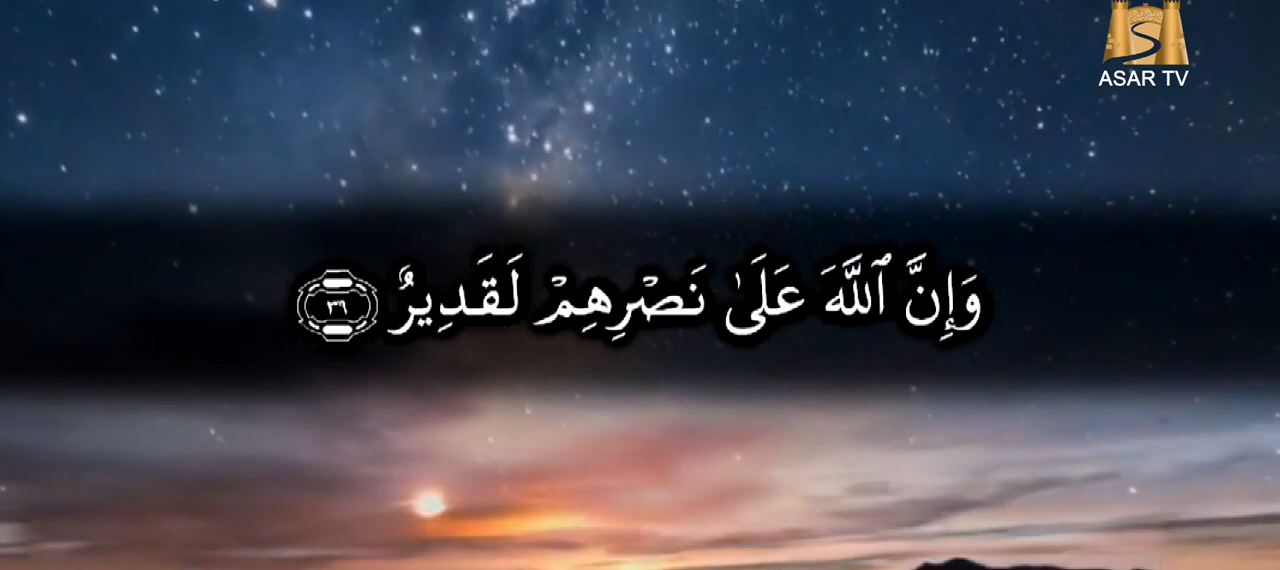 ASAR TV
وَإِنَّ ٱللَّهَ عَلَىٰ نَصْرِهِمْ لَقَدِيرٌ ٣٩